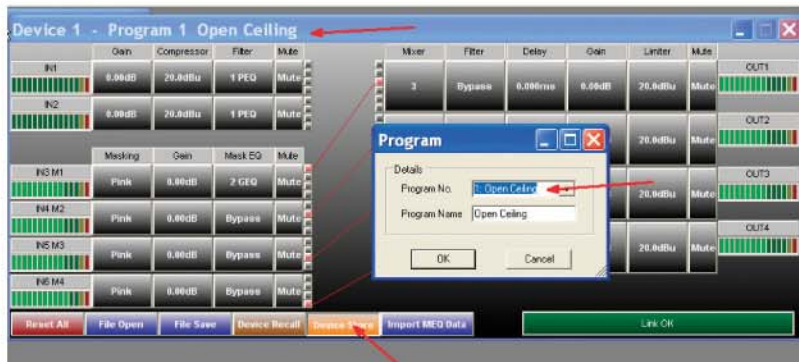 Device 1 - Program 1 Open Ceiling
Gain Compressor Filter Mute Mixer Filter Delay Gain Limiter Mute
IN1 0.00dB 20.0dBu 1 PEQ Mute 3 Bypass 0.000ms 0.00dB 20.0dBu Mute OUT1
IN2 0.00dB 20.0dBu 1 PEQ Mute 20.0dBu Mute OUT2
Masking Gain Mask EQ Mute
IN3 M1 Pink 0.00dB 2 GEQ Mute 20.0dBu Mute OUT3
IN4 M2 Pink 0.00dB Bypass Mute
IN5 M3 Pink 0.00dB Bypass Mute 20.0dBu Mute OUT4
IN6 M4 Pink 0.00dB Bypass Mute
Program
Details
Program No. 1: Open Ceiling
Program Name Open Ceiling
OK Cancel
Reset All File Open File Save Device Recall Device Store Import MEQ Data Link OK